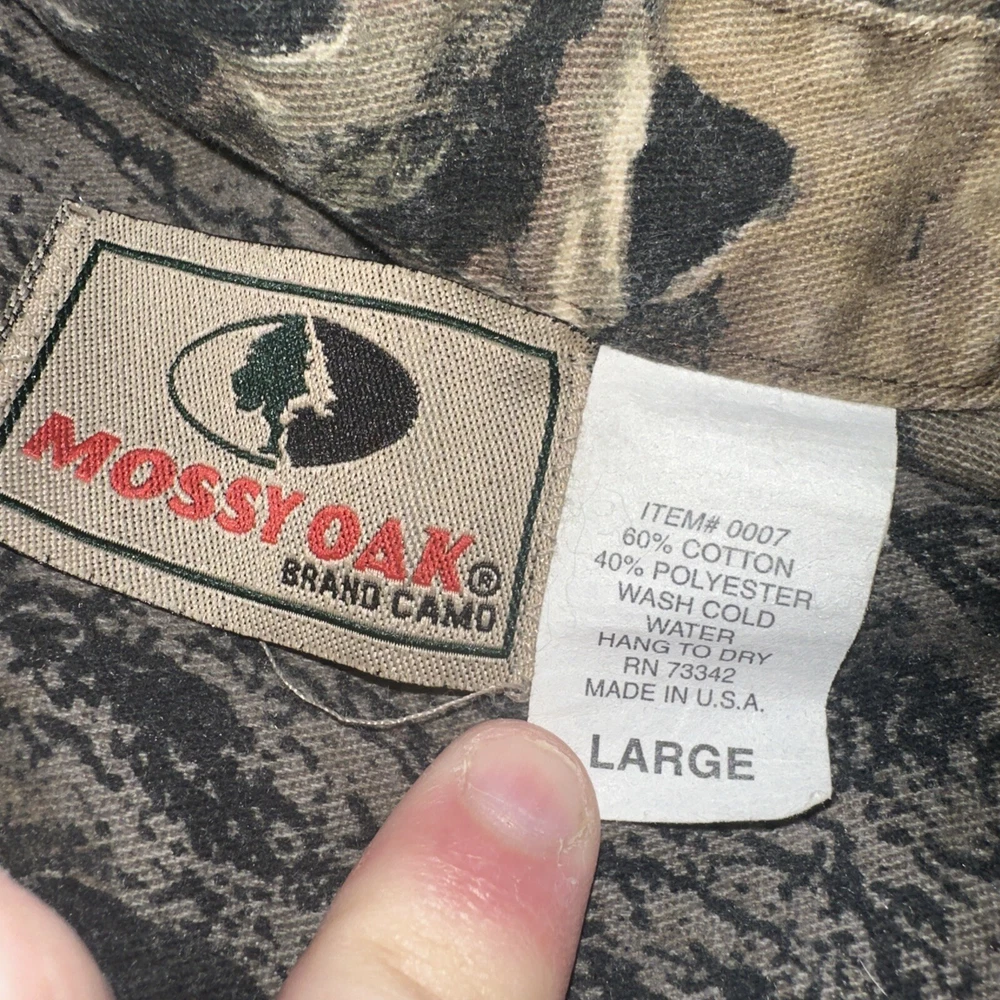 MOSSY OAK®
BRAND CAMO
ITEM# 0007
60% COTTON
40% POLYESTER
WASH COLD
WATER
HANG TO DRY
RN 73342
MADE IN U.S.A.
LARGE